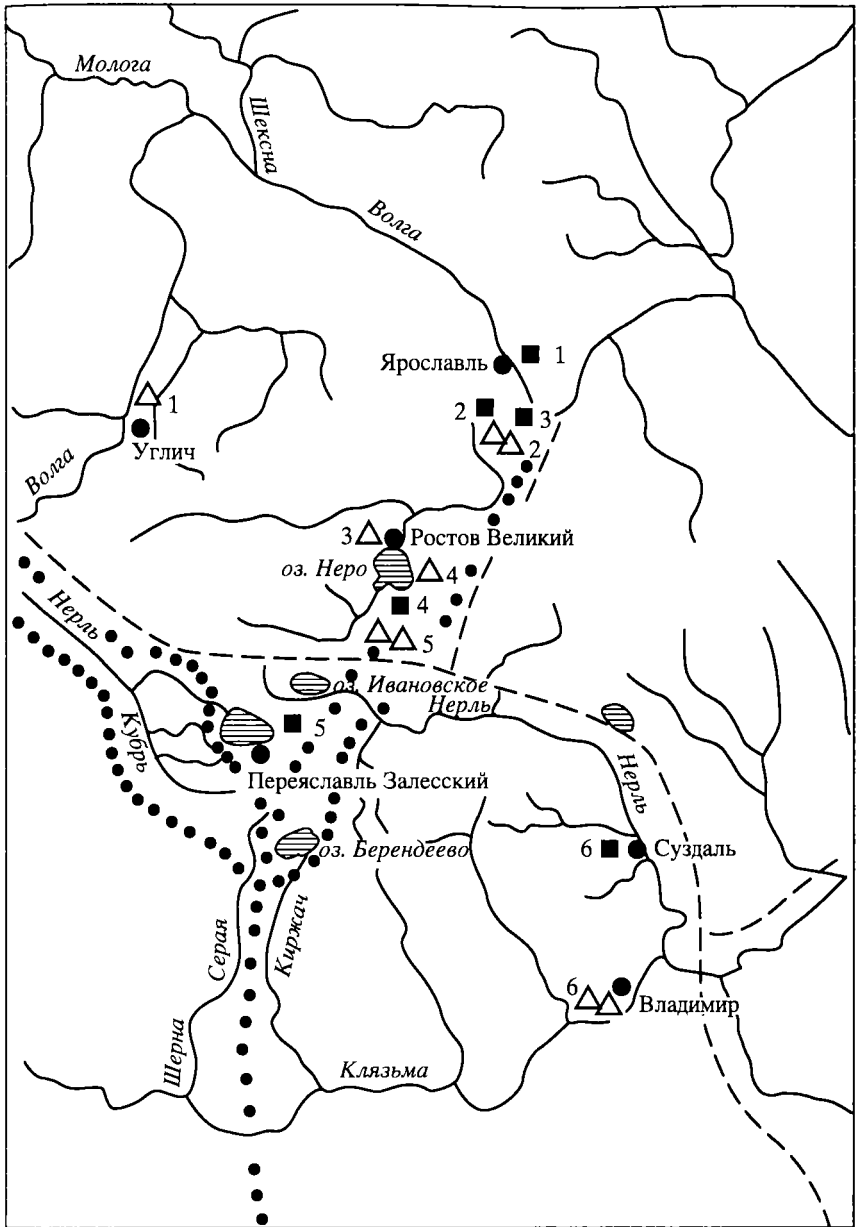 Молога
Шексна
Волга
Ярославль
1
1
2
3
2
Углич
Волга
3
Ростов Великий
оз. Неро
4
4
5
Нерль
оз. Ивановское
Нерль
5
Кубрь
Переяславль Залесский
Нерль
оз. Берендеево
6
Суздаль
Серая
Киржач
6
Владимир
Шерна
Клязьма